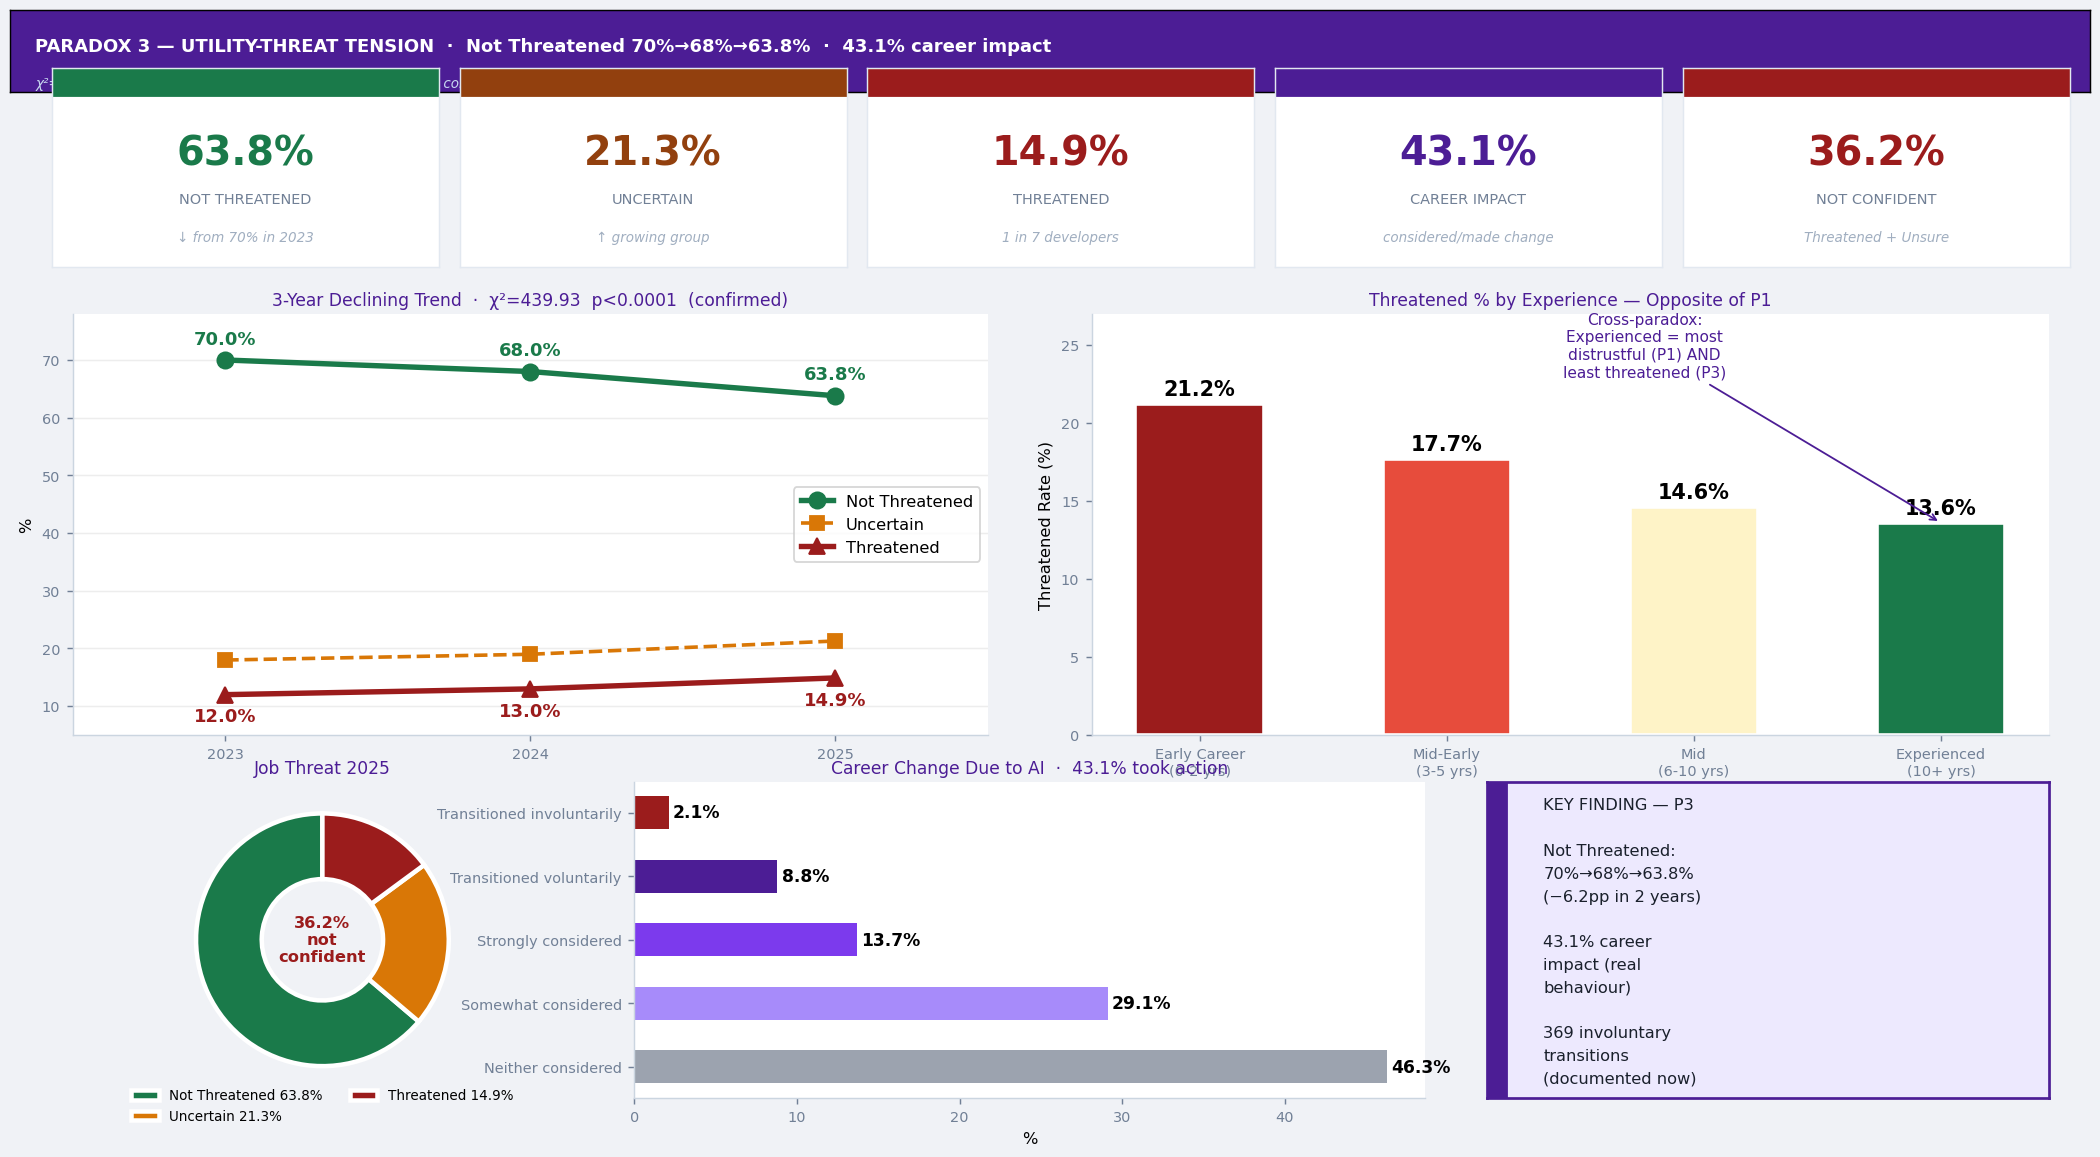 PARADOX 3 — UTILITY-THREAT TENSION · Not Threatened 70%→68%→63.8% · 43.1% career impact
χ²
63.8%
NOT THREATENED
↓ from 70% in 2023
21.3%
UNCERTAIN
↑ growing group
14.9%
THREATENED
1 in 7 developers
43.1%
CAREER IMPACT
considered/made change
36.2%
NOT CONFIDENT
Threatened + Unsure
3-Year Declining Trend · χ²=439.93 p<0.0001 (confirmed)
%
70
60
50
40
30
20
10
70.0%
68.0%
63.8%
Not Threatened
Uncertain
Threatened
12.0%
13.0%
14.9%
2023
2024
2025
Threatened % by Experience — Opposite of P1
Cross-paradox:
Experienced = most
distrustful (P1) AND
least threatened (P3)
Threatened Rate (%)
25
20
15
10
5
0
21.2%
17.7%
14.6%
13.6%
Early Career
(0-2 yrs)
Mid-Early
(3-5 yrs)
Mid
(6-10 yrs)
Experienced
(10+ yrs)
Job Threat 2025
36.2%
not
confident
Not Threatened 63.8%
Threatened 14.9%
Uncertain 21.3%
Career Change Due to AI · 43.1% took action
Transitioned involuntarily
2.1%
Transitioned voluntarily
8.8%
Strongly considered
13.7%
Somewhat considered
29.1%
Neither considered
46.3%
0
10
20
30
40
%
KEY FINDING — P3
Not Threatened:
70%→68%→63.8%
(−6.2pp in 2 years)
43.1% career
impact (real
behaviour)
369 involuntary
transitions
(documented now)